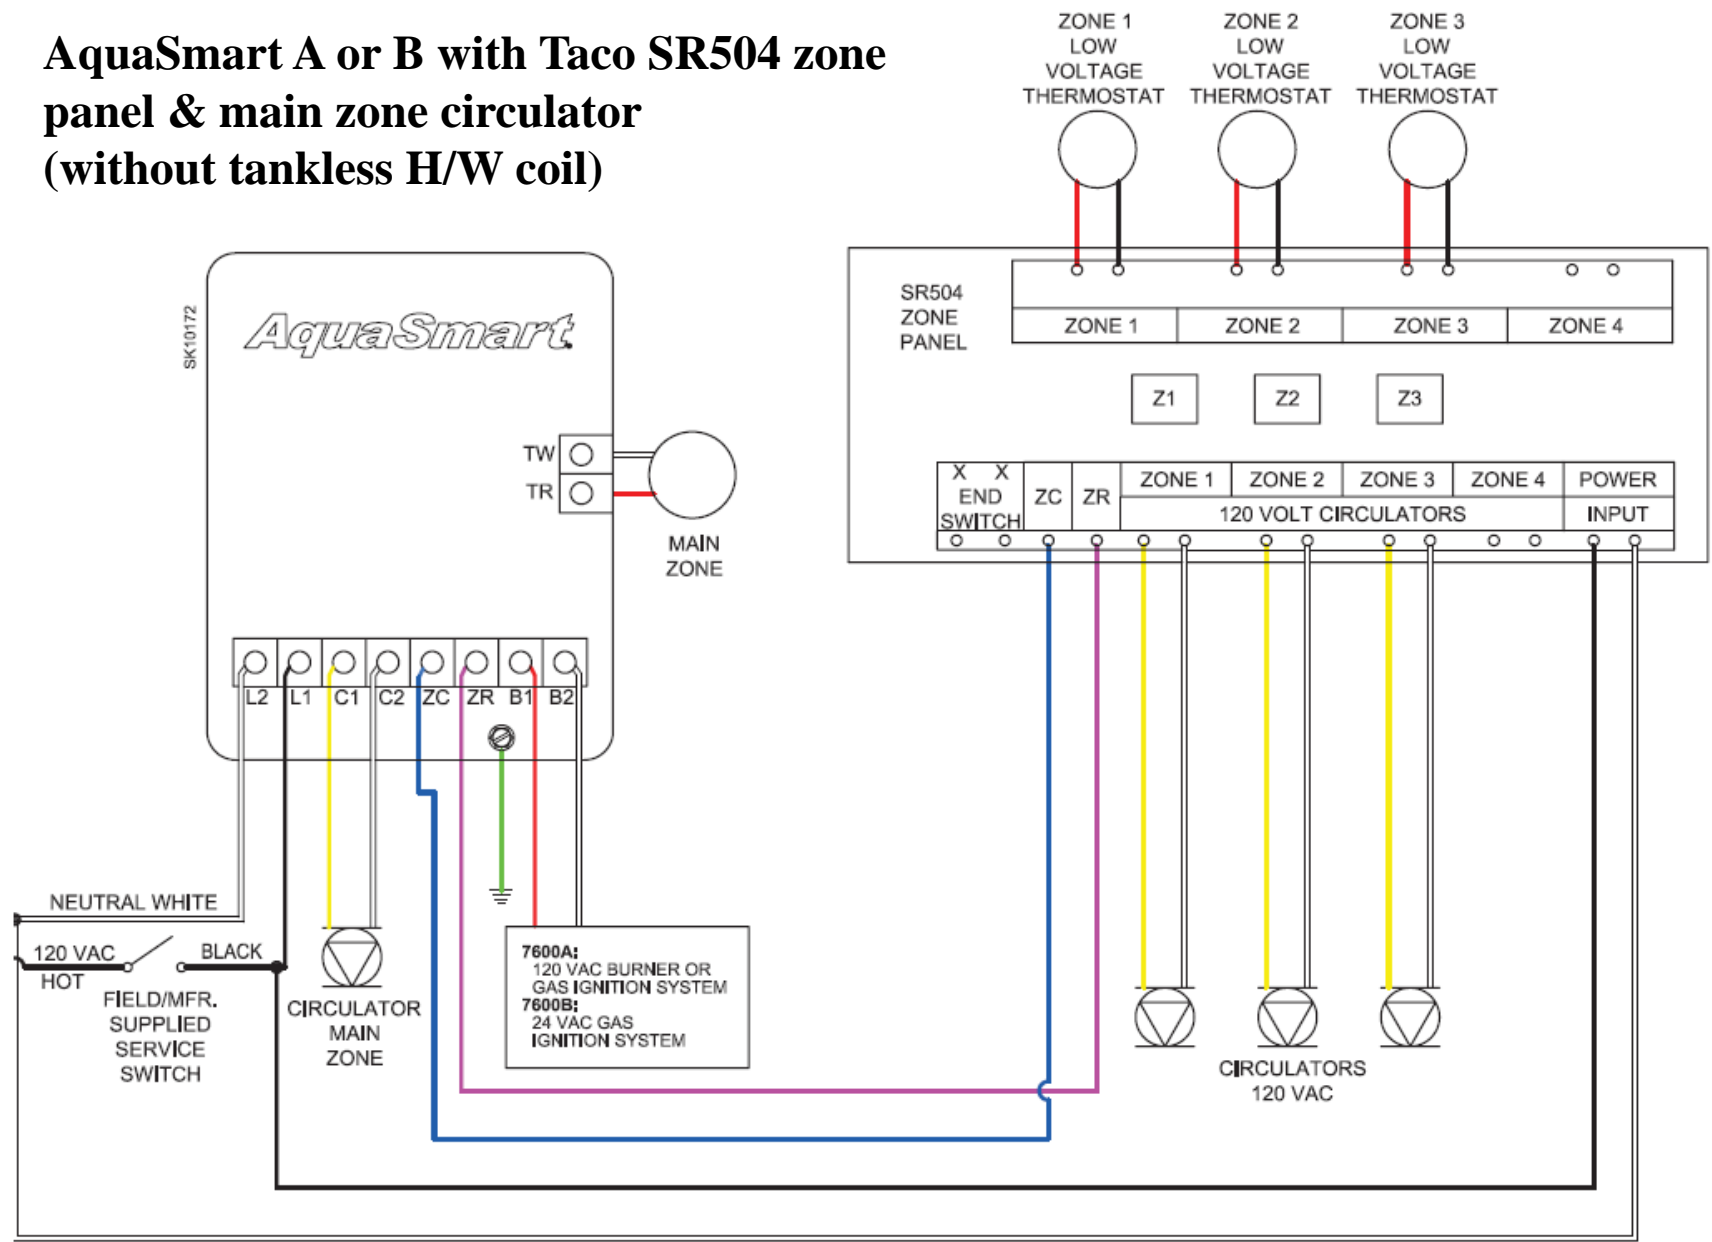 AquaSmart A or B with Taco SR504 zone
panel & main zone circulator
(without tankless H/W coil)
ZONE 1
LOW
VOLTAGE
THERMOSTAT
ZONE 2
LOW
VOLTAGE
THERMOSTAT
ZONE 3
LOW
VOLTAGE
THERMOSTAT
SK10172
AquaSmart
TW
TR
MAIN
ZONE
L2
L1
C1
C2
ZC
ZR
B1
B2
SR504
ZONE
PANEL
ZONE 1
ZONE 2
ZONE 3
ZONE 4
Z1
Z2
Z3
X X
END
SWITCH
ZC
ZR
ZONE 1
ZONE 2
ZONE 3
ZONE 4
120 VOLT CIRCULATORS
POWER
INPUT
NEUTRAL WHITE
120 VAC
HOT
BLACK
FIELD/MFR.
SUPPLIED
SERVICE
SWITCH
CIRCULATOR
MAIN
ZONE
7600A:
120 VAC BURNER OR
GAS IGNITION SYSTEM
7600B:
24 VAC GAS
IGNITION SYSTEM
CIRCULATORS
120 VAC